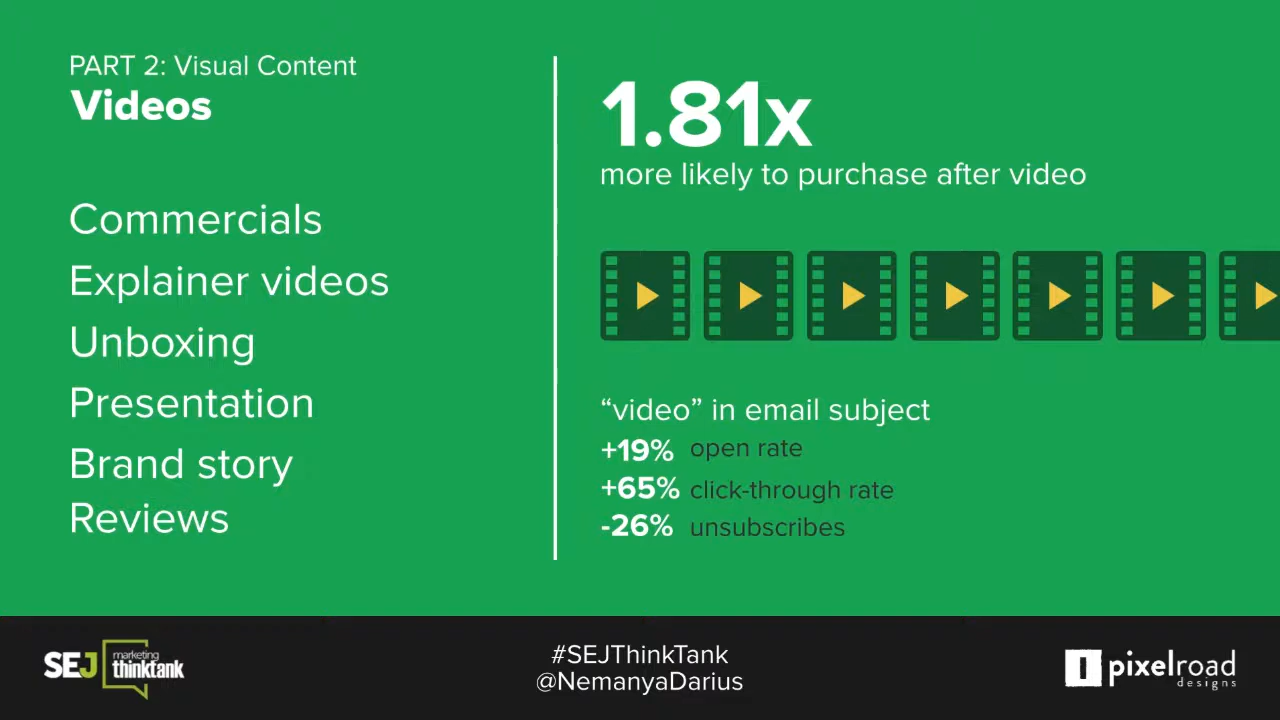 PART 2: Visual Content
Videos
Commercials
Explainer videos
Unboxing
Presentation
Brand story
Reviews
1.81x
more likely to purchase after video
“video” in email subject
+19% open rate
+65% click-through rate
-26% unsubscribes
SEJ marketing thinktank
#SEJThinkTank
@NemanyaDarius
pixelroad
designs